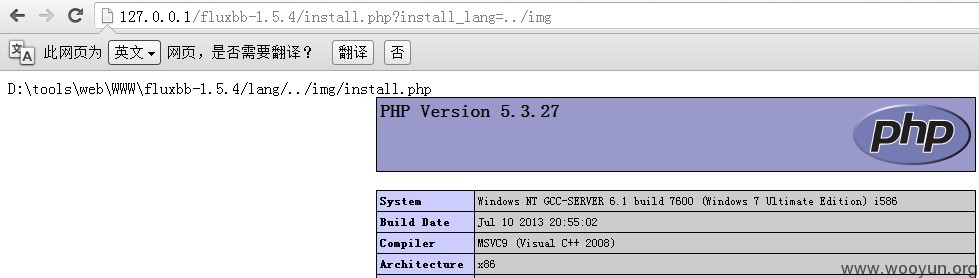 127.0.0.1/fluxbb-1.5.4/install.php?install_lang=../img
此网页为 英文 网页，是否需要翻译？ 翻译 否
D:\tools\web\WWW\fluxbb-1.5.4/lang/../img/install.php
PHP Version 5.3.27
php
System Windows NT GCC-SERVER 6.1 build 7600 (Windows 7 Ultimate Edition) i586
Build Date Jul 10 2013 20:55:02
Compiler MSVC9 (Visual C++ 2008)
Architecture x86
www.wooyun.org